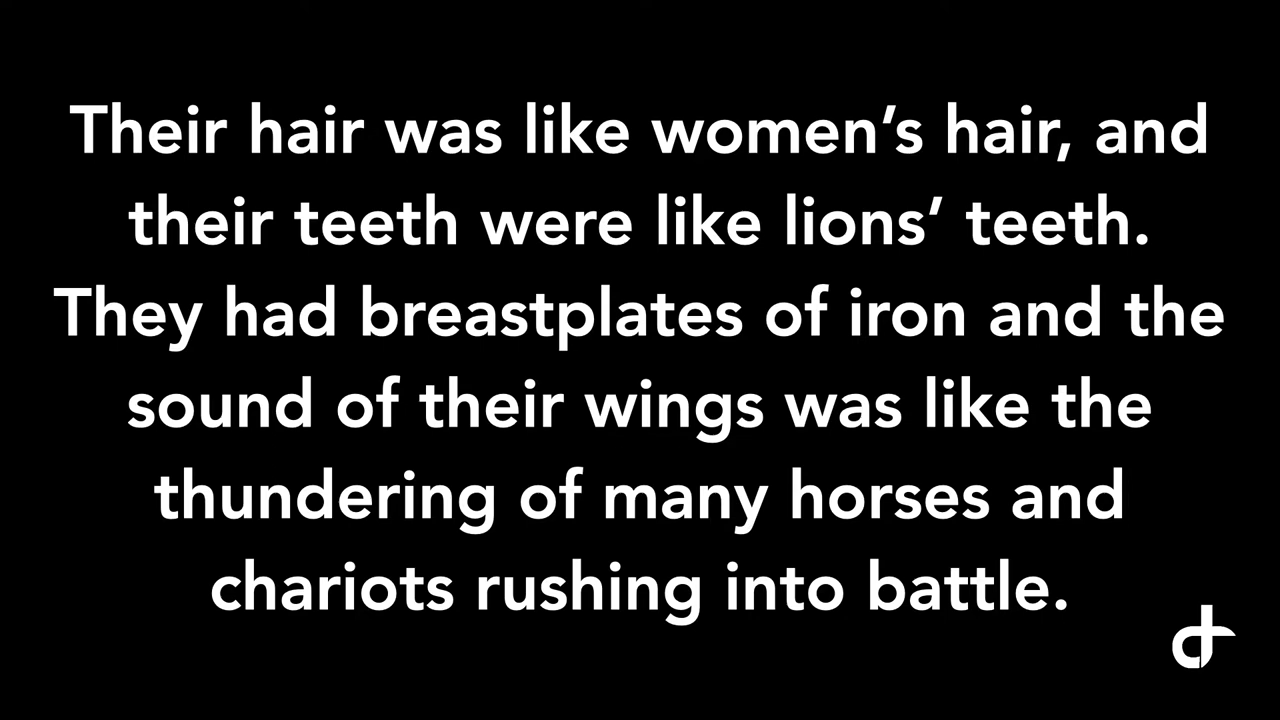 Their hair was like women’s hair, and
their teeth were like lions’ teeth.
They had breastplates of iron and the
sound of their wings was like the
thundering of many horses and
chariots rushing into battle.